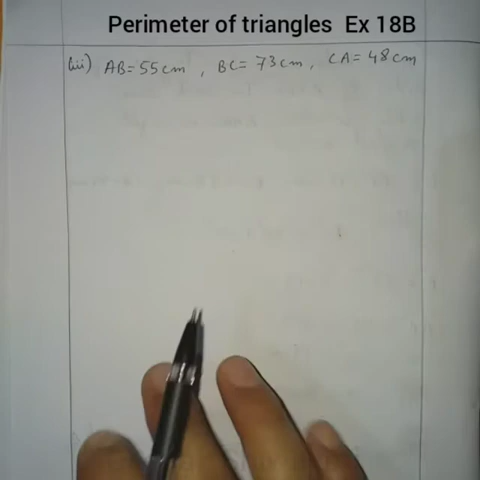 Perimeter of triangles Ex 18B
(iii) AB = 55cm , BC = 73cm , CA = 48cm